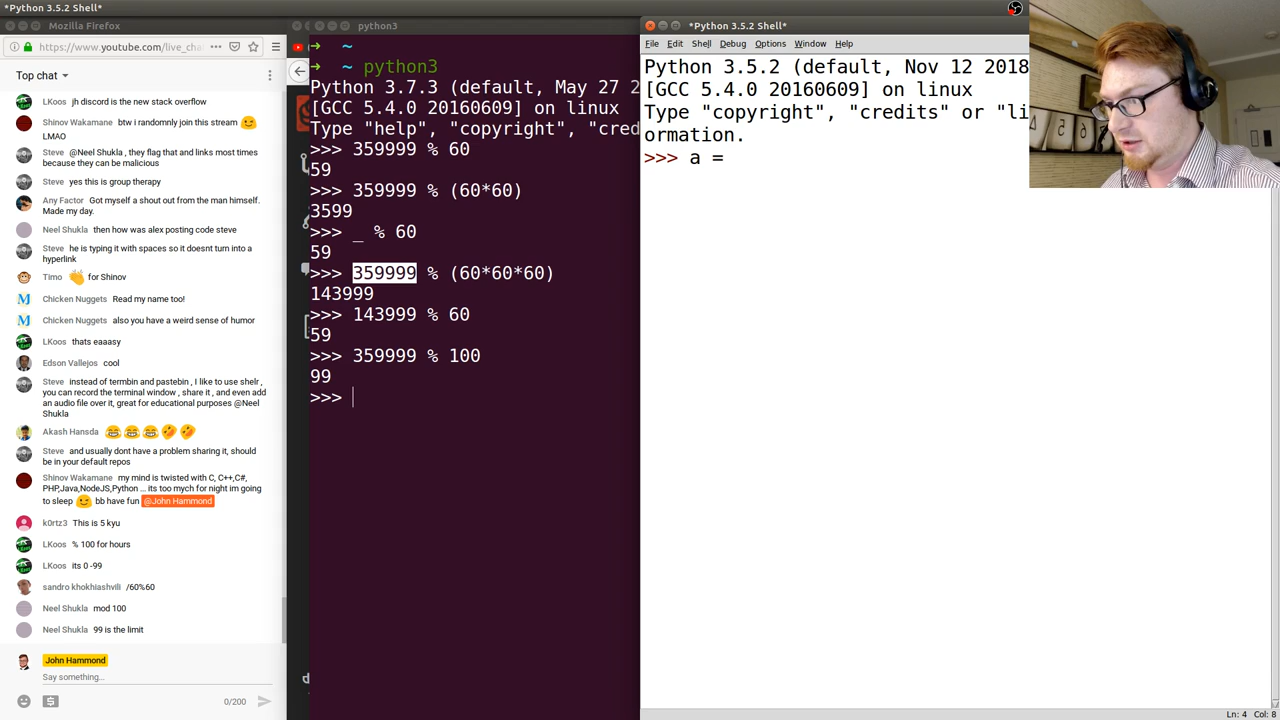 *Python 3.5.2 Shell*
Mozilla Firefox
https://www.youtube.com/live_cha
Top chat
LKoos jh discord is the new stack overflow
Shinov Wakamane btw i randomnly join this stream
LMAO
Steve @Neel Shukla , they flag that and links most times
because they can be malicious
Steve yes this is group therapy
Any Factor Got myself a shout out from the man himself.
Made my day.
Neel Shukla then how was alex posting code steve
Steve he is typing it with spaces so it doesnt turn into a
hyperlink
Timo for Shinov
Chicken Nuggets Read my name too!
Chicken Nuggets also you have a weird sense of humor
LKoos thats eaaasy
Edson Vallejos cool
Steve instead of termbin and pastebin , I like to use shelr ,
you can record the terminal window , share it , and even add
an audio file over it, great for educational purposes @Neel
Shukla
Akash Hansda
Steve and usually dont have a problem sharing it, should
be in your default repos
Shinov Wakamane my mind is twisted with C, C++,C#,
PHP,Java,NodeJS,Python ... its too mych for night im going
to sleep bb have fun @John Hammond
k0rtz3 This is 5 kyu
LKoos % 100 for hours
LKoos its 0 -99
sandro khokhiashvili /60%60
Neel Shukla mod 100
Neel Shukla 99 is the limit
John Hammond
Say something...
0/200
python3
~
~ python3
Python 3.7.3 (default, May 27 2
[GCC 5.4.0 20160609] on linux
Type "help", "copyright", "cred
>>> 359999 % 60
59
>>> 359999 % (60*60)
3599
>>> _ % 60
59
>>> 359999 % (60*60*60)
143999
>>> 143999 % 60
59
>>> 359999 % 100
99
>>>
*Python 3.5.2 Shell*
File Edit Shell Debug Options Window Help
Python 3.5.2 (default, Nov 12 2018
[GCC 5.4.0 20160609] on linux
Type "copyright", "credits" or "li
ormation.
>>> a =
Ln: 4 Col: 8